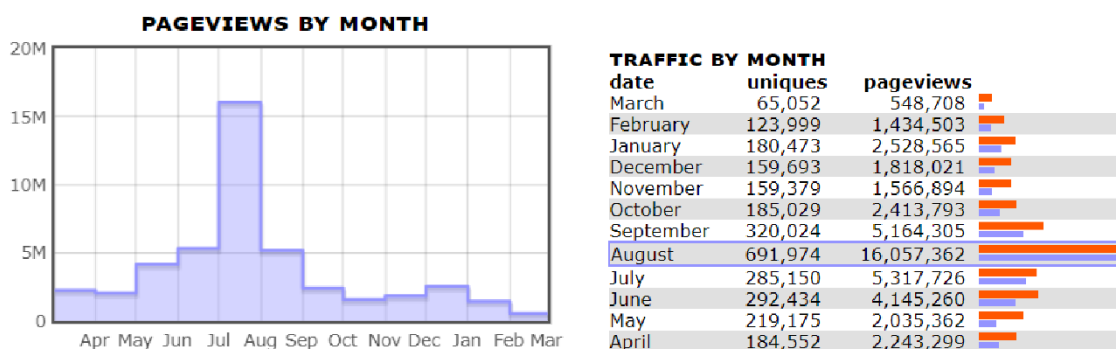 PAGEVIEWS BY MONTH
20M
15M
10M
5M
0
Apr May Jun Jul Aug Sep Oct Nov Dec Jan Feb Mar
TRAFFIC BY MONTH
date uniques pageviews
March 65,052 548,708
February 123,999 1,434,503
January 180,473 2,528,565
December 159,693 1,818,021
November 159,379 1,566,894
October 185,029 2,413,793
September 320,024 5,164,305
August 691,974 16,057,362
July 285,150 5,317,726
June 292,434 4,145,260
May 219,175 2,035,362
April 184,552 2,243,299